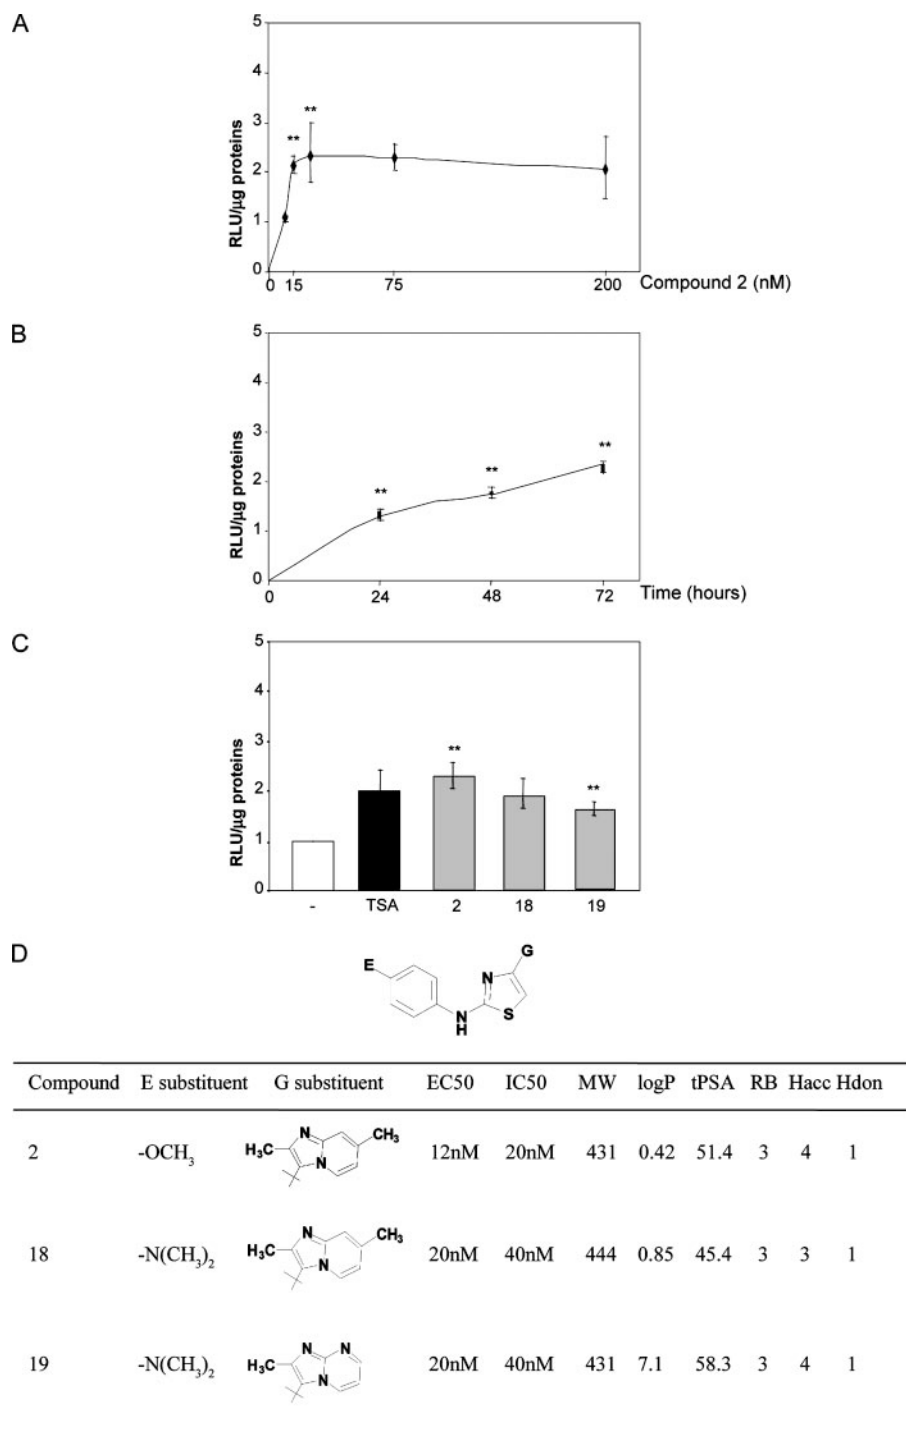 A
5
4
3
2
1
0
RLU/μg proteins
**
**
0 15 75 200 Compound 2 (nM)
B
5
4
3
2
1
0
RLU/μg proteins
**
**
**
0 24 48 72 Time (hours)
C
5
4
3
2
1
0
RLU/μg proteins
**
**
- TSA 2 18 19
D
G
E
N
N
H
S
Compound E substituent G substituent EC50 IC50 MW logP tPSA RB Hacc Hdon
2 -OCH3 H3C N N CH3 12nM 20nM 431 0.42 51.4 3 4 1
18 -N(CH3)2 H3C N N CH3 20nM 40nM 444 0.85 45.4 3 3 1
19 -N(CH3)2 H3C N N N 20nM 40nM 431 7.1 58.3 3 4 1